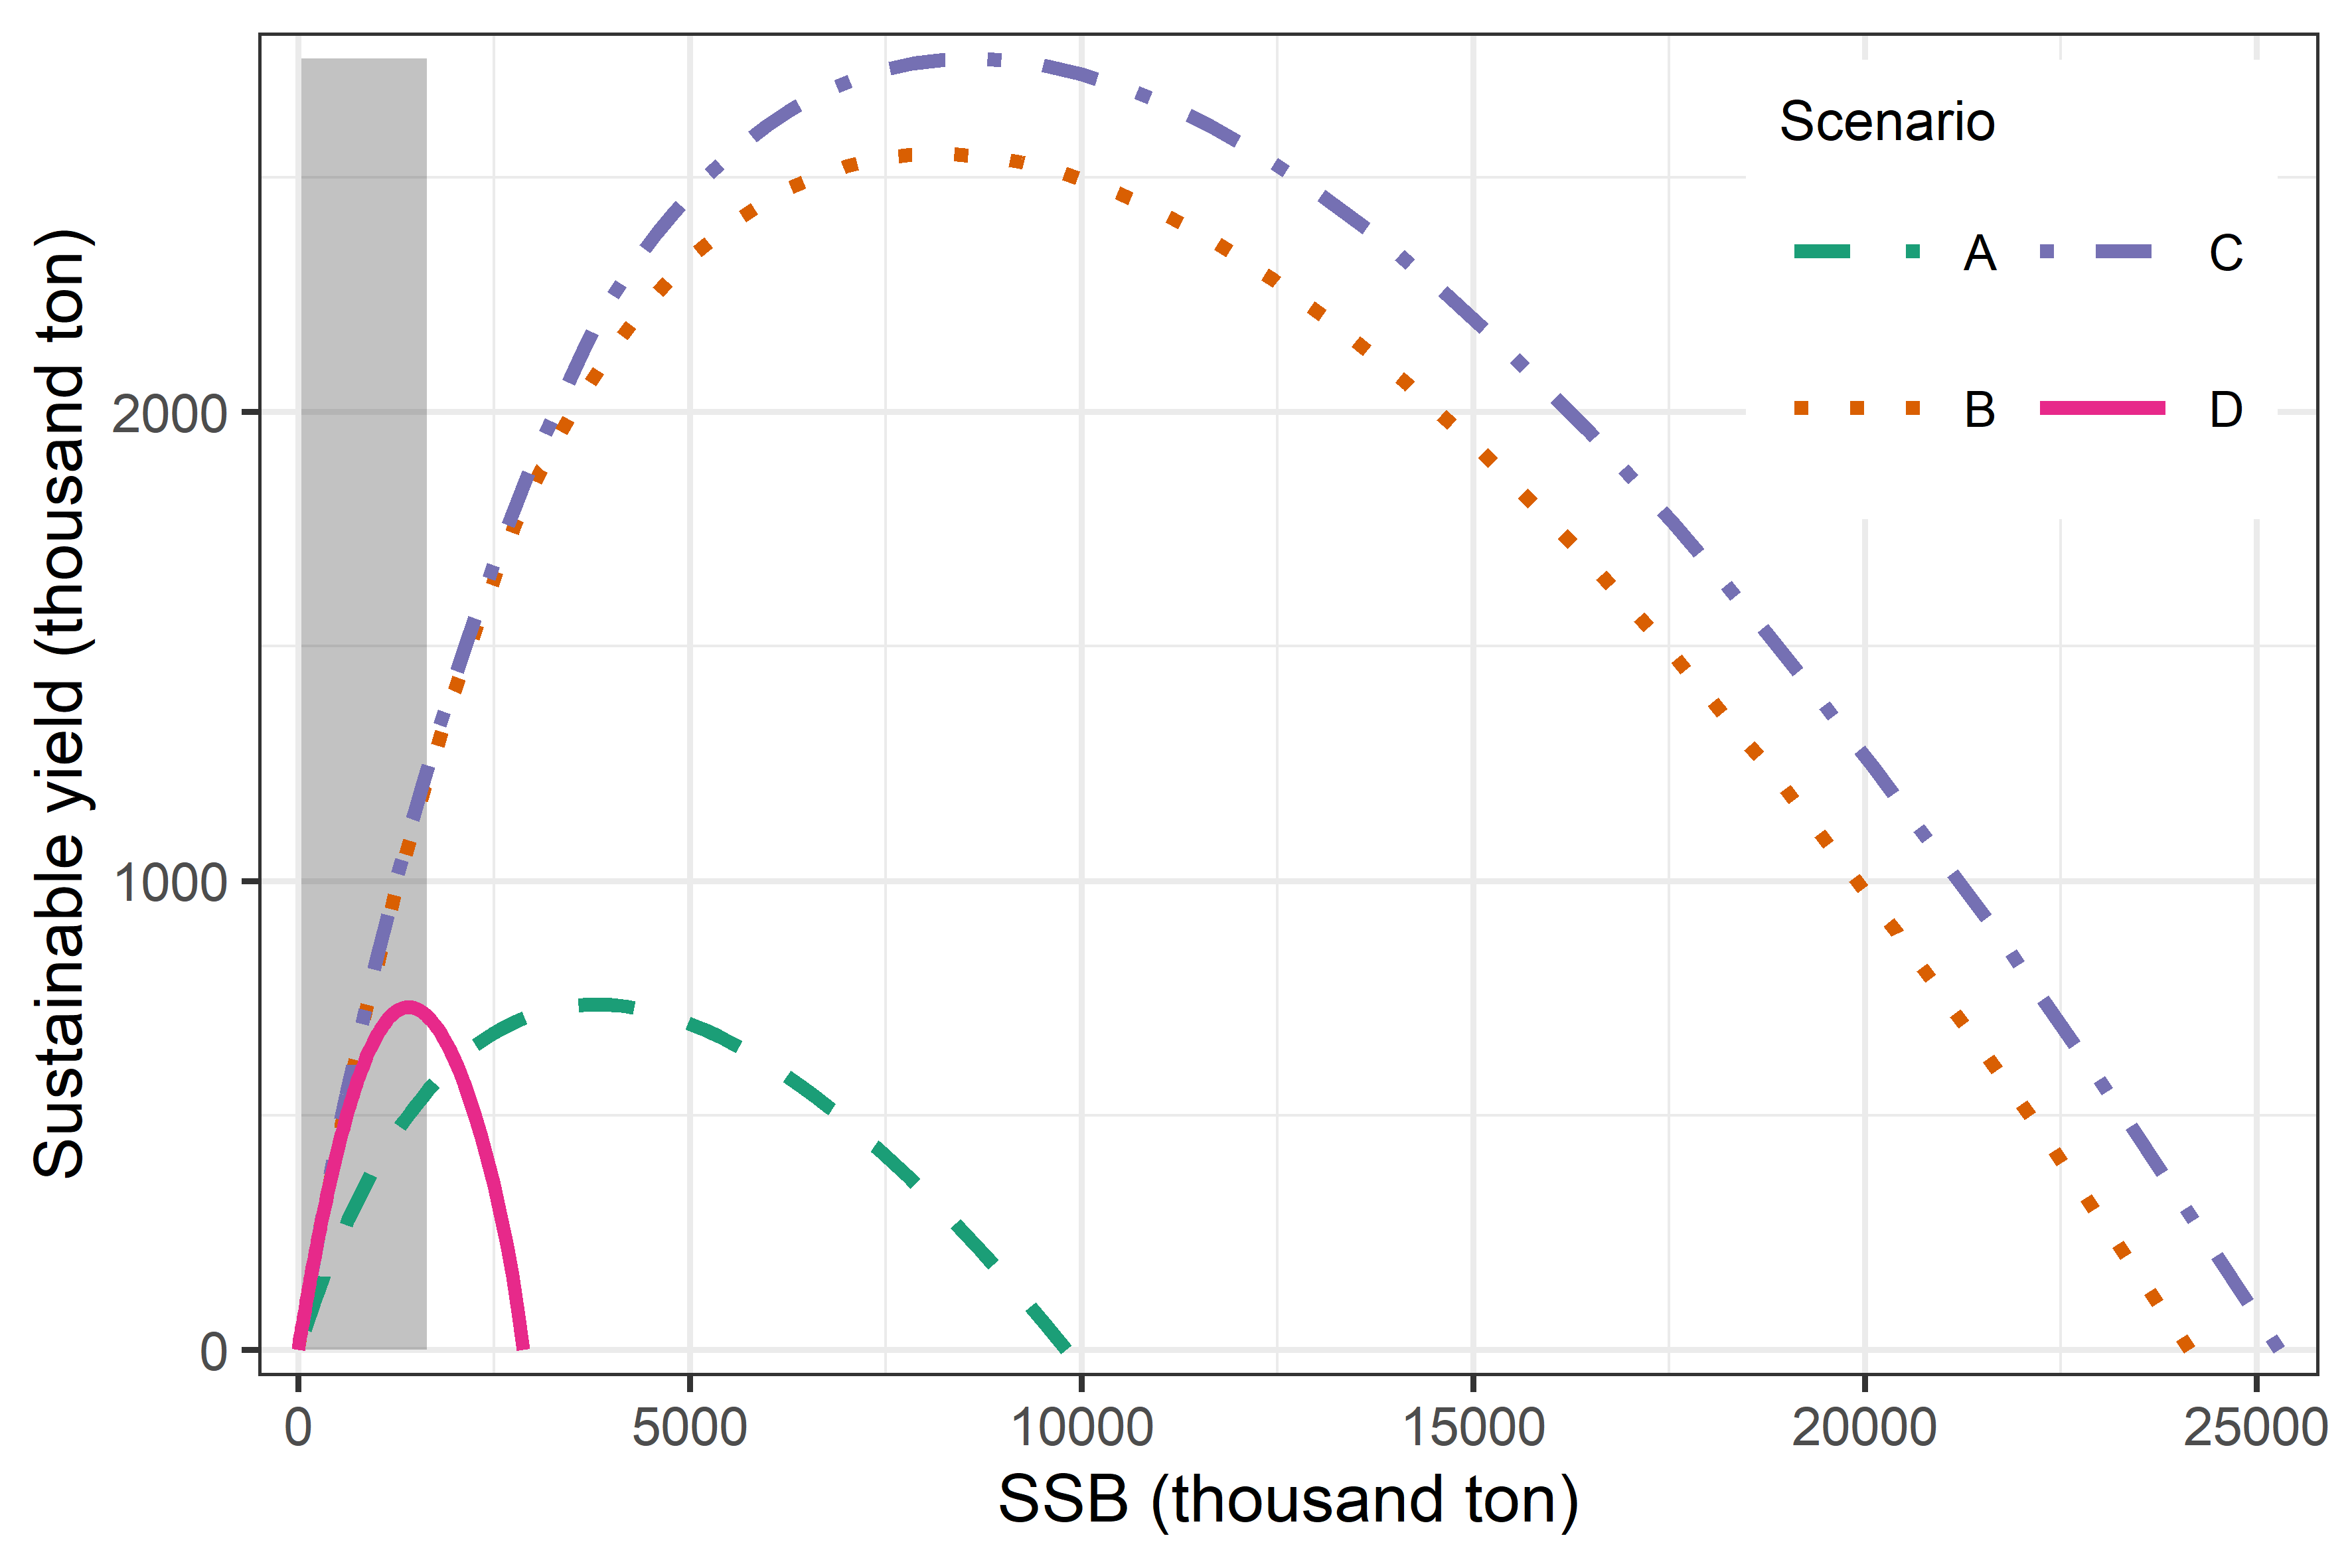 Sustainable yield (thousand ton)
2000
1000
0
Scenario
A C
B D
0 5000 10000 15000 20000 25000
SSB (thousand ton)